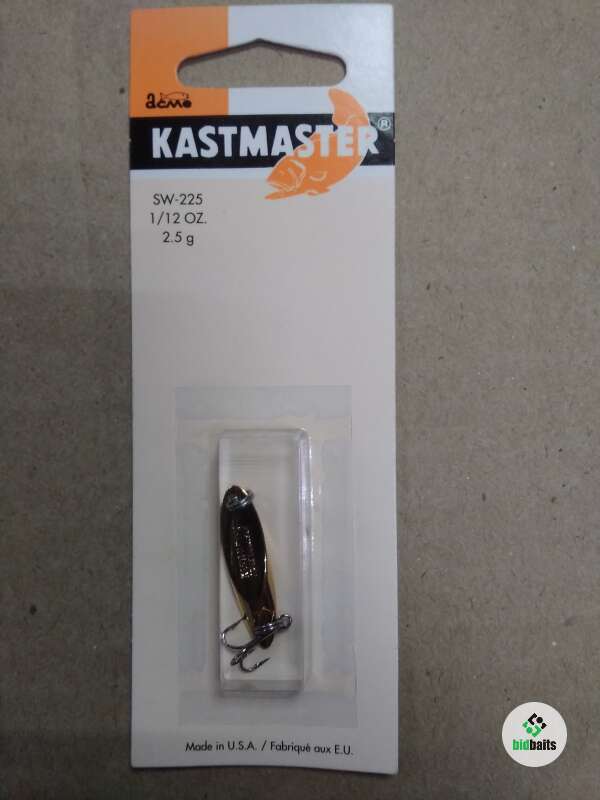 acme
KASTMASTER®
SW-225
1/12 OZ.
2.5 g
Made in U.S.A. / Fabriqué aux E.U.
bidbaits